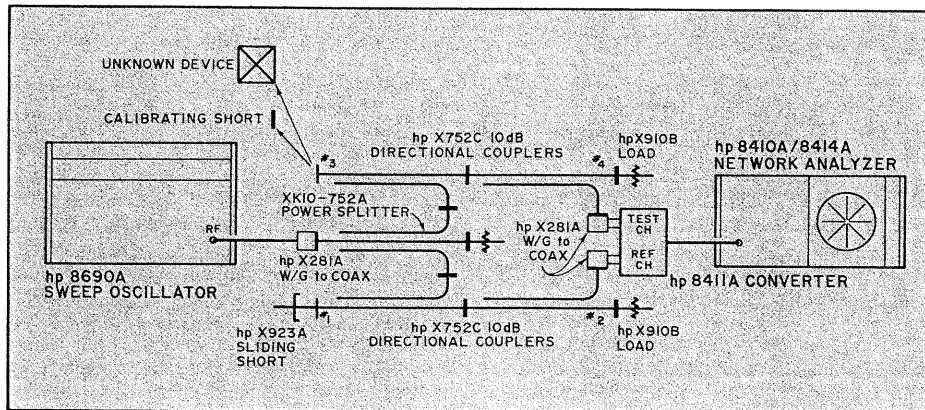 UNKNOWN DEVICE
CALIBRATING SHORT
#3
hp X752C 10dB
DIRECTIONAL COUPLERS
#4
hp X910B
LOAD
hp 8410A/8414A
NETWORK ANALYZER
XK10-752A
POWER SPLITTER
hp X281A
W/G to
COAX
TEST
CH
REF
CH
RF
hp X281A
W/G to COAX
hp 8690A
SWEEP OSCILLATOR
hp 8411A CONVERTER
hp X923A
SLIDING
SHORT
#1
hp X752C 10dB
DIRECTIONAL COUPLERS
#2
hp X910B
LOAD